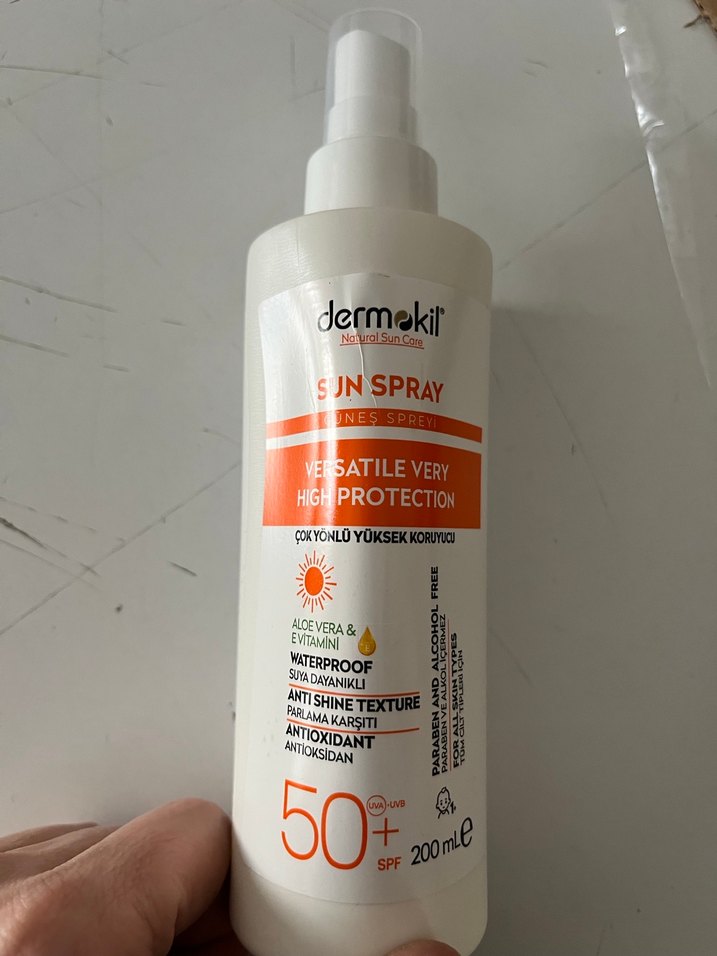 dermokil®
Natural Sun Care
SUN SPRAY
GÜNEŞ SPREYİ
VERSATILE VERY
HIGH PROTECTION
ÇOK YÖNLÜ YÜKSEK KORUYUCU
ALOE VERA &
E VİTAMİNİ
WATERPROOF
SUYA DAYANIKLI
ANTI SHINE TEXTURE
PARLAMA KARŞITI
ANTIOXIDANT
ANTİOKSİDAN
PARABEN AND ALCOHOL FREE
PARABEN VE ALKOL İÇERMEZ
FOR ALL SKIN TYPES
TÜM CİLT TİPLERİ İÇİN
1+
50+
UVA-UVB
SPF
200 mL e